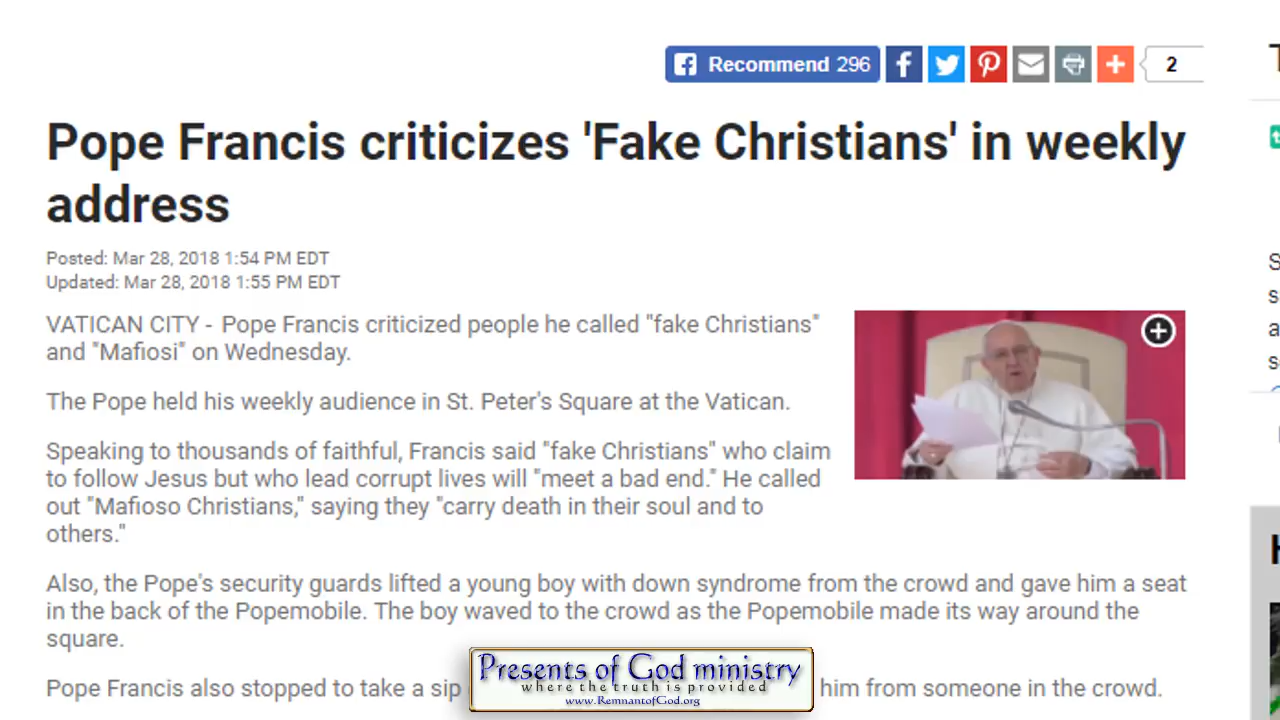 Recommend 296
2
Pope Francis criticizes 'Fake Christians' in weekly
address
Posted: Mar 28, 2018 1:54 PM EDT
Updated: Mar 28, 2018 1:55 PM EDT
VATICAN CITY - Pope Francis criticized people he called "fake Christians"
and "Mafiosi" on Wednesday.
The Pope held his weekly audience in St. Peter's Square at the Vatican.
Speaking to thousands of faithful, Francis said "fake Christians" who claim
to follow Jesus but who lead corrupt lives will "meet a bad end." He called
out "Mafioso Christians," saying they "carry death in their soul and to
others."
Also, the Pope's security guards lifted a young boy with down syndrome from the crowd and gave him a seat
in the back of the Popemobile. The boy waved to the crowd as the Popemobile made its way around the
square.
Pope Francis also stopped to take a sip him from someone in the crowd.
Presents of God ministry
where the truth is provided
www.RemnantofGod.org